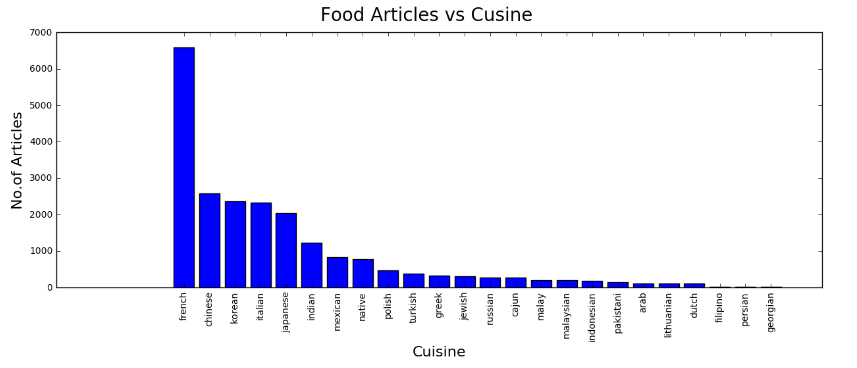 Food Articles vs Cusine
No.of Articles
7000
6000
5000
4000
3000
2000
1000
0
french
chinese
korean
italian
japanese
indian
mexican
native
polish
turkish
greek
jewish
russian
cajun
malay
malaysian
indonesian
pakistani
arab
lithuanian
dutch
filipino
persian
georgian
Cuisine